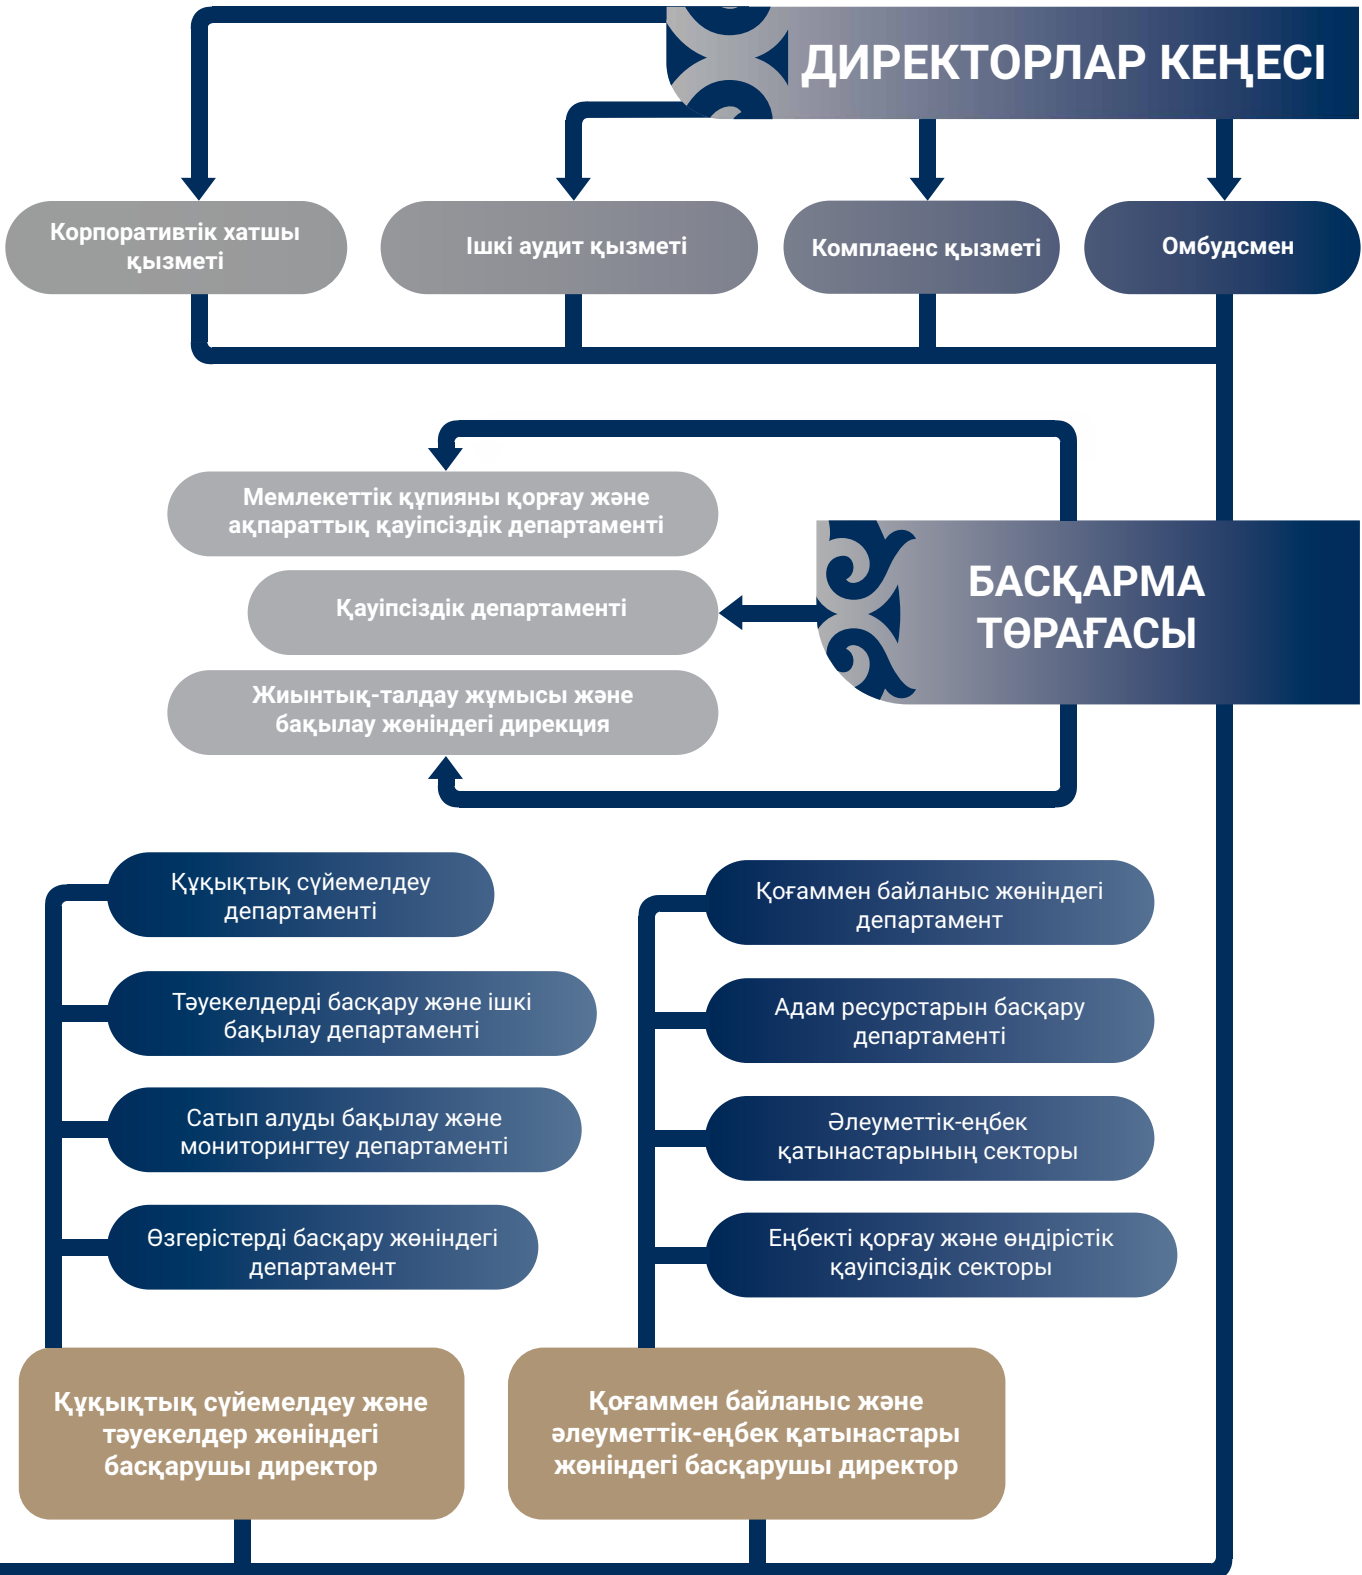 ДИРЕКТОРЛАР КЕҢЕСІ
Корпоративтік хатшы
қызметі
Ішкі аудит қызметі
Комплаенс қызметі
Омбудсмен
Мемлекеттік құпияны қорғау және
ақпараттық қауіпсіздік департаменті
Қауіпсіздік департаменті
Жиынтық-талдау жұмысы және
бақылау жөніндегі дирекция
БАСҚАРМА
ТӨРАҒАСЫ
Құқықтық сүйемелдеу
департаменті
Тәуекелдерді басқару және ішкі
бақылау департаменті
Сатып алуды бақылау және
мониторингтеу департаменті
Өзгерістерді басқару жөніндегі
департамент
Құқықтық сүйемелдеу және
тәуекелдер жөніндегі
басқарушы директор
Қоғаммен байланыс жөніндегі
департамент
Адам ресурстарын басқару
департаменті
Әлеуметтік-еңбек
қатынастарының секторы
Еңбекті қорғау және өндірістік
қауіпсіздік секторы
Қоғаммен байланыс және
әлеуметтік-еңбек қатынастары
жөніндегі басқарушы директор